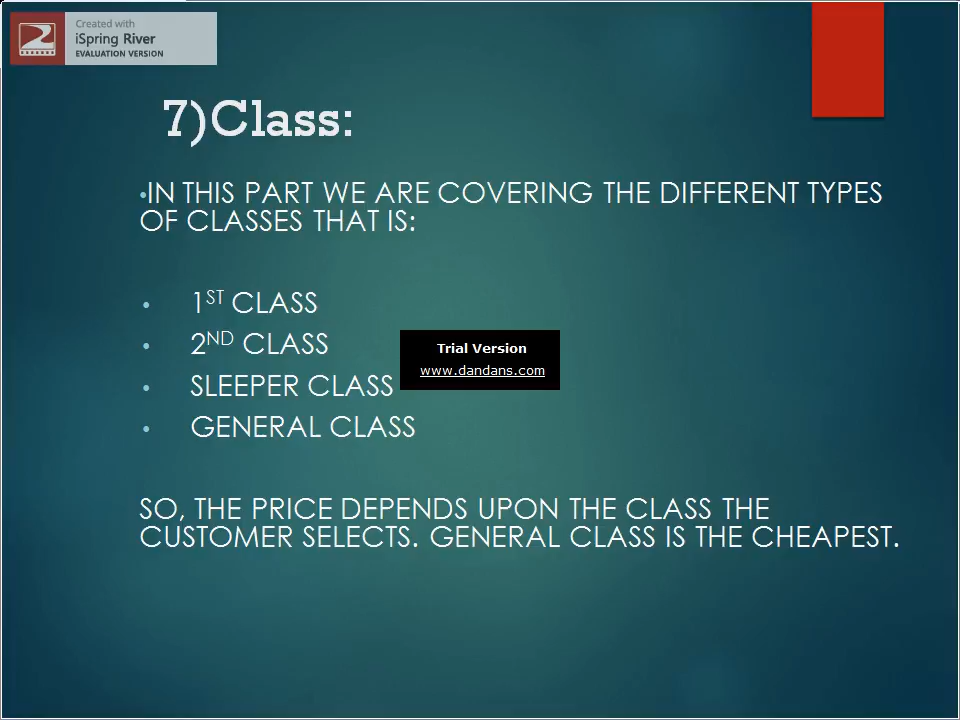 Created with
iSpring River
EVALUATION VERSION
7)Class:
•IN THIS PART WE ARE COVERING THE DIFFERENT TYPES
OF CLASSES THAT IS:
• 1ST CLASS
• 2ND CLASS
Trial Version
www.dandans.com
• SLEEPER CLASS
• GENERAL CLASS
SO, THE PRICE DEPENDS UPON THE CLASS THE
CUSTOMER SELECTS. GENERAL CLASS IS THE CHEAPEST.